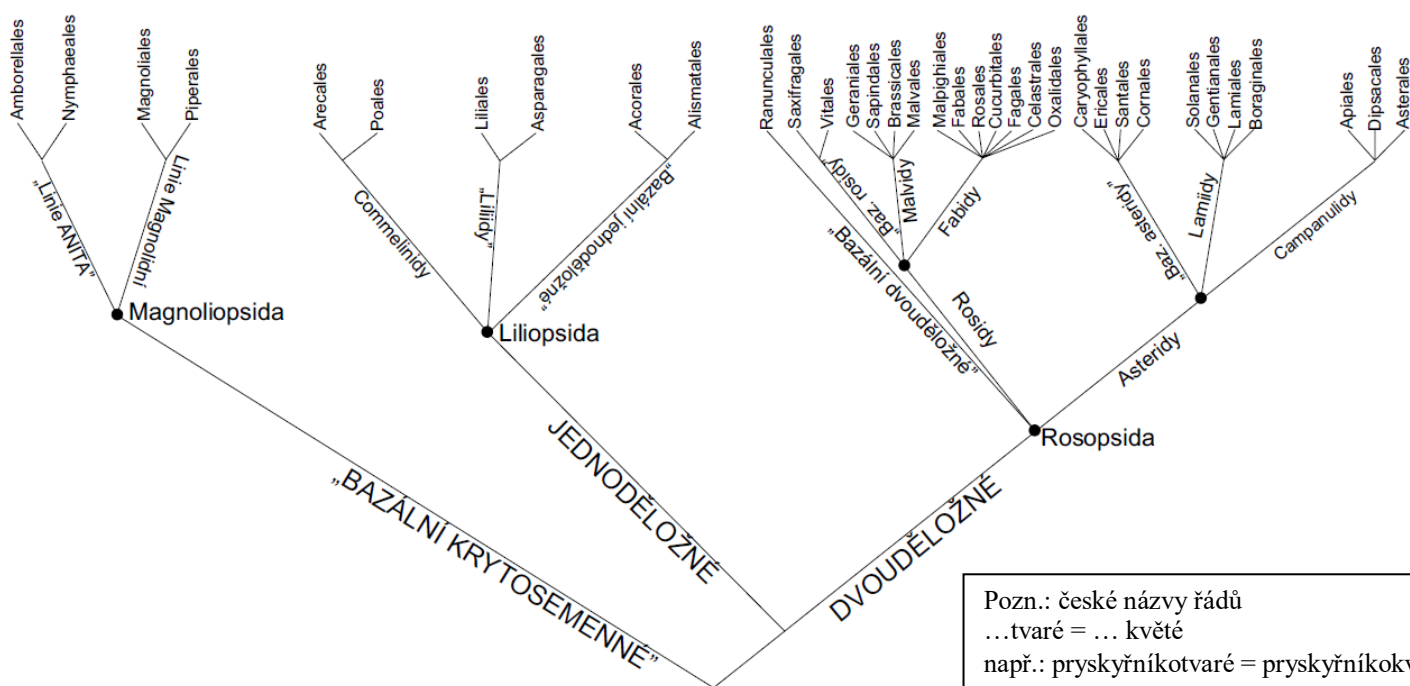 Amborellales
Nymphaeales
Magnoliales
Piperales
Arecales
Poales
Liliales
Asparagales
Acorales
Alismatales
Ranunculales
Saxifragales
Vitales
Geraniales
Sapindales
Brassicales
Malvales
Malpighiales
Fabales
Rosales
Cucurbitales
Fagales
Celastrales
Oxalidales
Caryophyllales
Ericales
Santales
Cornales
Solanales
Gentianales
Lamiales
Boraginales
Apiales
Dipsacales
Asterales
„Linie ANITA"
Linie Magnolidní
Commelinidy
„Liliidy"
„Bazální jednoděložné"
„Baz. rosidy"
Malvidy
Fabidy
„Bazální dvouděložné"
Rosidy
„Baz. asteridy"
Lamiidy
Campanulidy
Asteridy
Magnoliopsida
Liliopsida
Rosopsida
„BAZÁLNÍ KRYTOSEMENNÉ"
JEDNODĚLOŽNÉ
DVOUDĚLOŽNÉ
Pozn.: české názvy řádů
…tvaré = … květé
např.: pryskyřníkotvaré = pryskyřníkokv